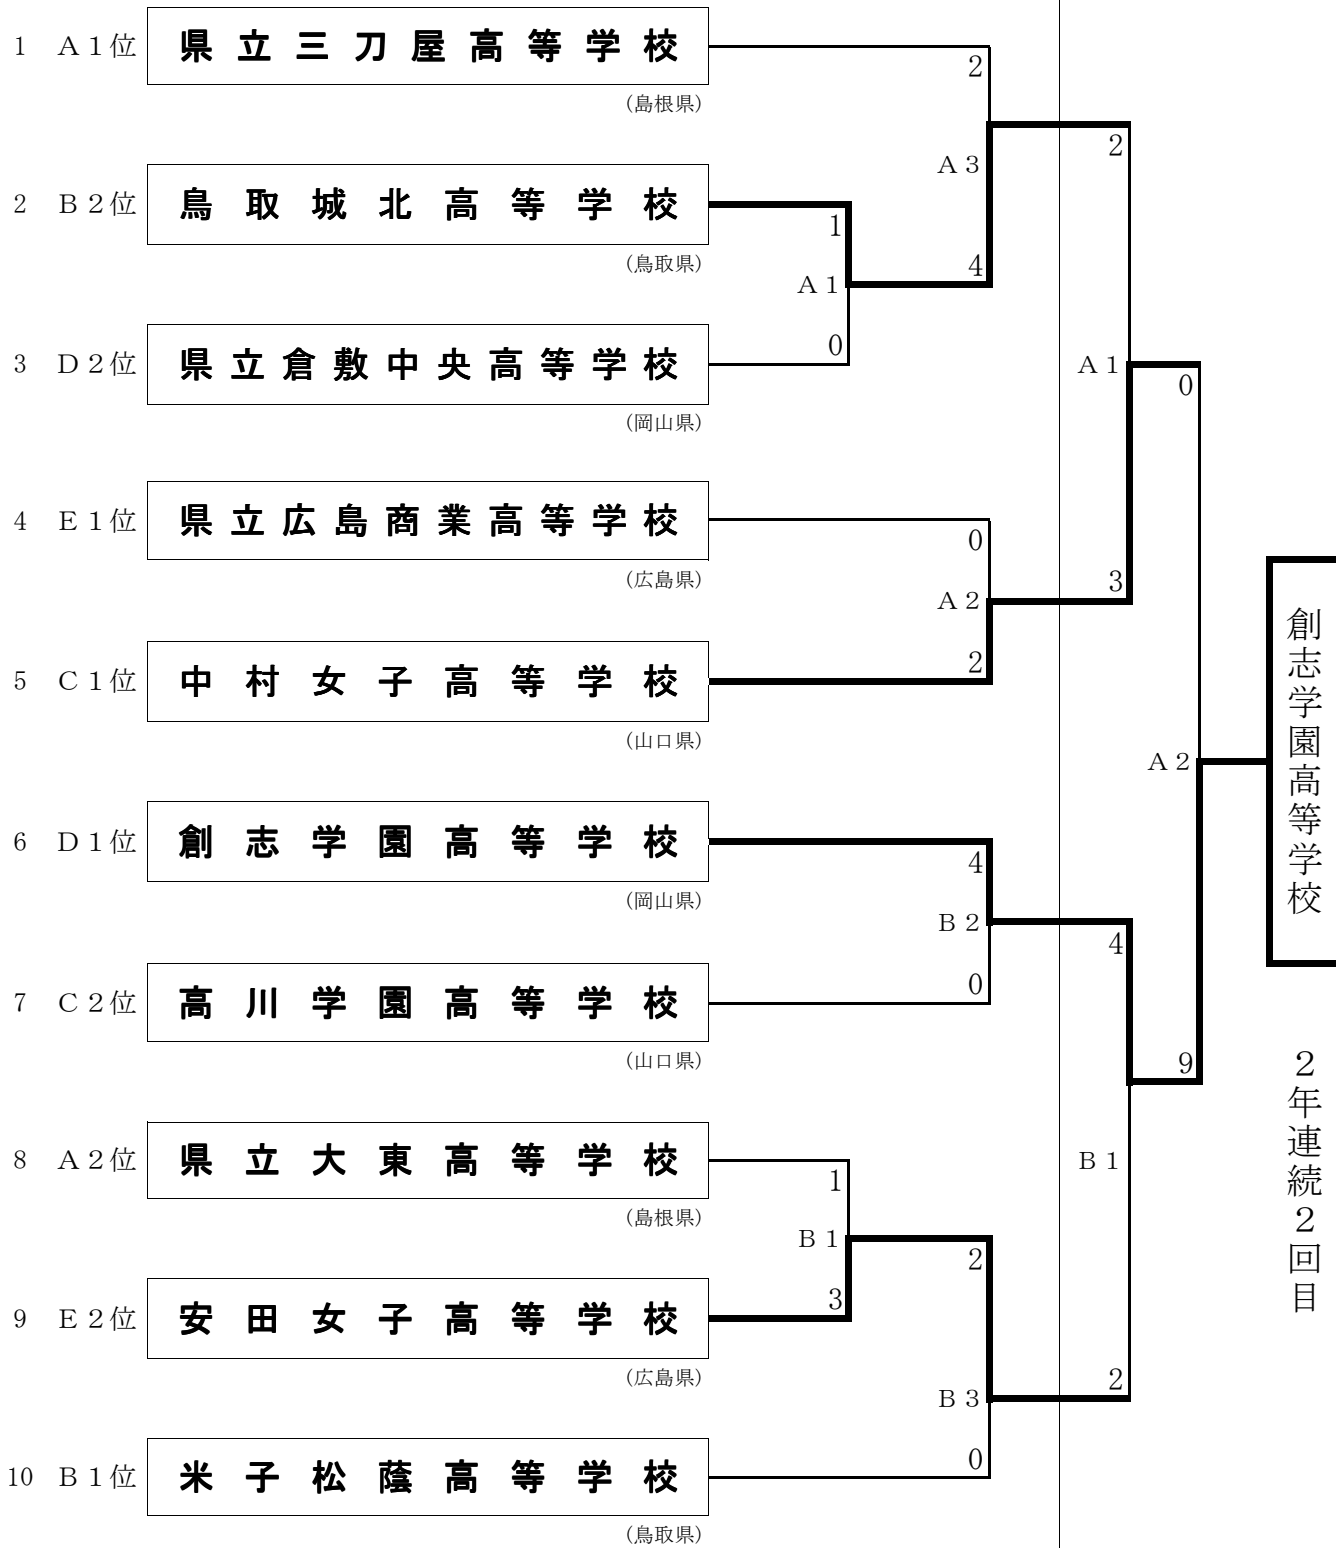 1 A1位 県立三刀屋高等学校
2
(島根県)
2
A3
2 B2位 鳥取城北高等学校
1
(鳥取県)
4
A1
0
3 D2位 県立倉敷中央高等学校
A1
0
(岡山県)
4 E1位 県立広島商業高等学校
0
(広島県)
3
A2
2
5 C1位 中村女子高等学校
(山口県)
A2
創志学園高等学校
6 D1位 創志学園高等学校
4
(岡山県)
B2
4
0
7 C2位 高川学園高等学校
(山口県)
9
2年連続2回目
8 A2位 県立大東高等学校
B1
1
(島根県)
B1
2
3
9 E2位 安田女子高等学校
(広島県)
2
B3
0
10 B1位 米子松蔭高等学校
(鳥取県)